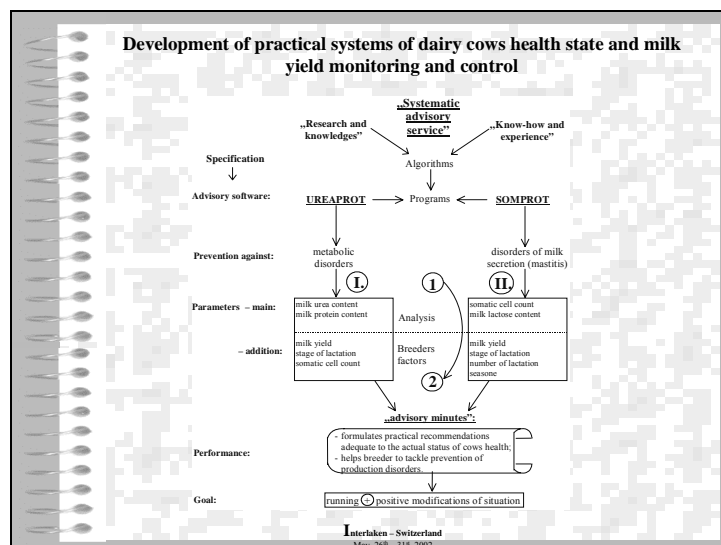 Development of practical systems of dairy cows health state and milk
yield monitoring and control
„Systematic
advisory
service”
„Research and
knowledges”
„Know-how and
experience”
Specification
Algorithms
Advisory software:
UREAPROT
Programs
SOMPROT
Prevention against:
metabolic
disorders
disorders of milk
secretion (mastitis)
I.
1
II.
Parameters – main:
milk urea content
milk protein content
Analysis
somatic cell count
milk lactose content
– addition:
milk yield
stage of lactation
somatic cell count
Breeders
factors
milk yield
stage of lactation
number of lactation
seasone
2
„advisory minutes”:
Performance:
- formulates practical recommendations
adequate to the actual status of cows health;
- helps breeder to tackle prevention of
production disorders.
Goal:
running + positive modifications of situation
Interlaken – Switzerland
May, 26th – 31st, 2002